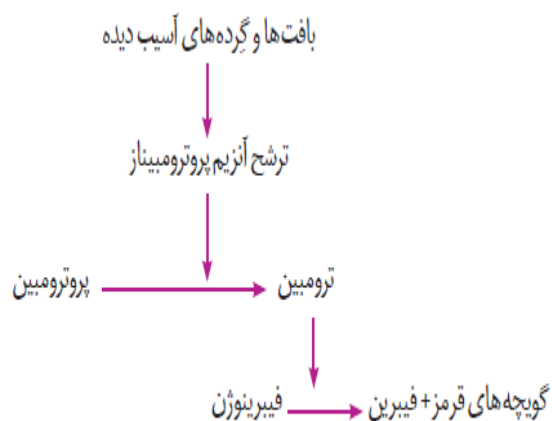 بافت‌ها و گِرده‌های آسیب دیده
ترشح آنزیم پروترومبیناز
پروترومبین
ترومبین
فیبرینوژن
گویچه‌های قرمز + فیبرین